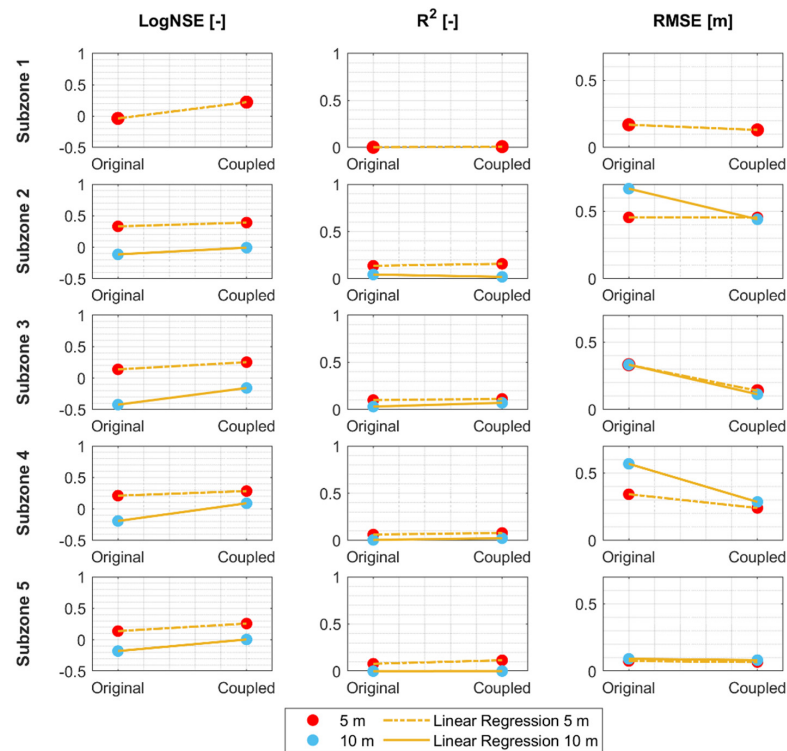 LogNSE [-] R² [-] RMSE [m]
Subzone 1
1 0.5 0 -0.5 Original Coupled
1 0.5 0 Original Coupled
0.5 0 Original Coupled
Subzone 2
1 0.5 0 -0.5 Original Coupled
1 0.5 0 Original Coupled
0.5 0 Original Coupled
Subzone 3
1 0.5 0 -0.5 Original Coupled
1 0.5 0 Original Coupled
0.5 0 Original Coupled
Subzone 4
1 0.5 0 -0.5 Original Coupled
1 0.5 0 Original Coupled
0.5 0 Original Coupled
Subzone 5
1 0.5 0 -0.5 Original Coupled
1 0.5 0 Original Coupled
0.5 0 Original Coupled
5 m Linear Regression 5 m
10 m Linear Regression 10 m